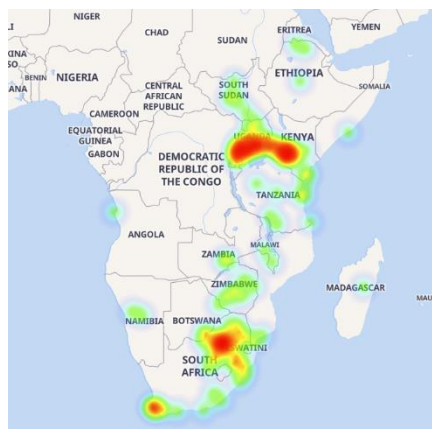 NIGER
ERITREA
YEMEN
CHAD
SUDAN
NIGERIA
BENIN
ETHIOPIA
SOMALIA
SOUTH
SUDAN
CENTRAL
AFRICAN
REPUBLIC
CAMEROON
EQUATORIAL
GUINEA
GABON
KENYA
DEMOCRATIC
REPUBLIC OF
THE CONGO
TANZANIA
ANGOLA
MALAWI
ZAMBIA
ZIMBABWE
MADAGASCAR
MAU
NAMIBIA
BOTSWANA
SOUTH
AFRICA